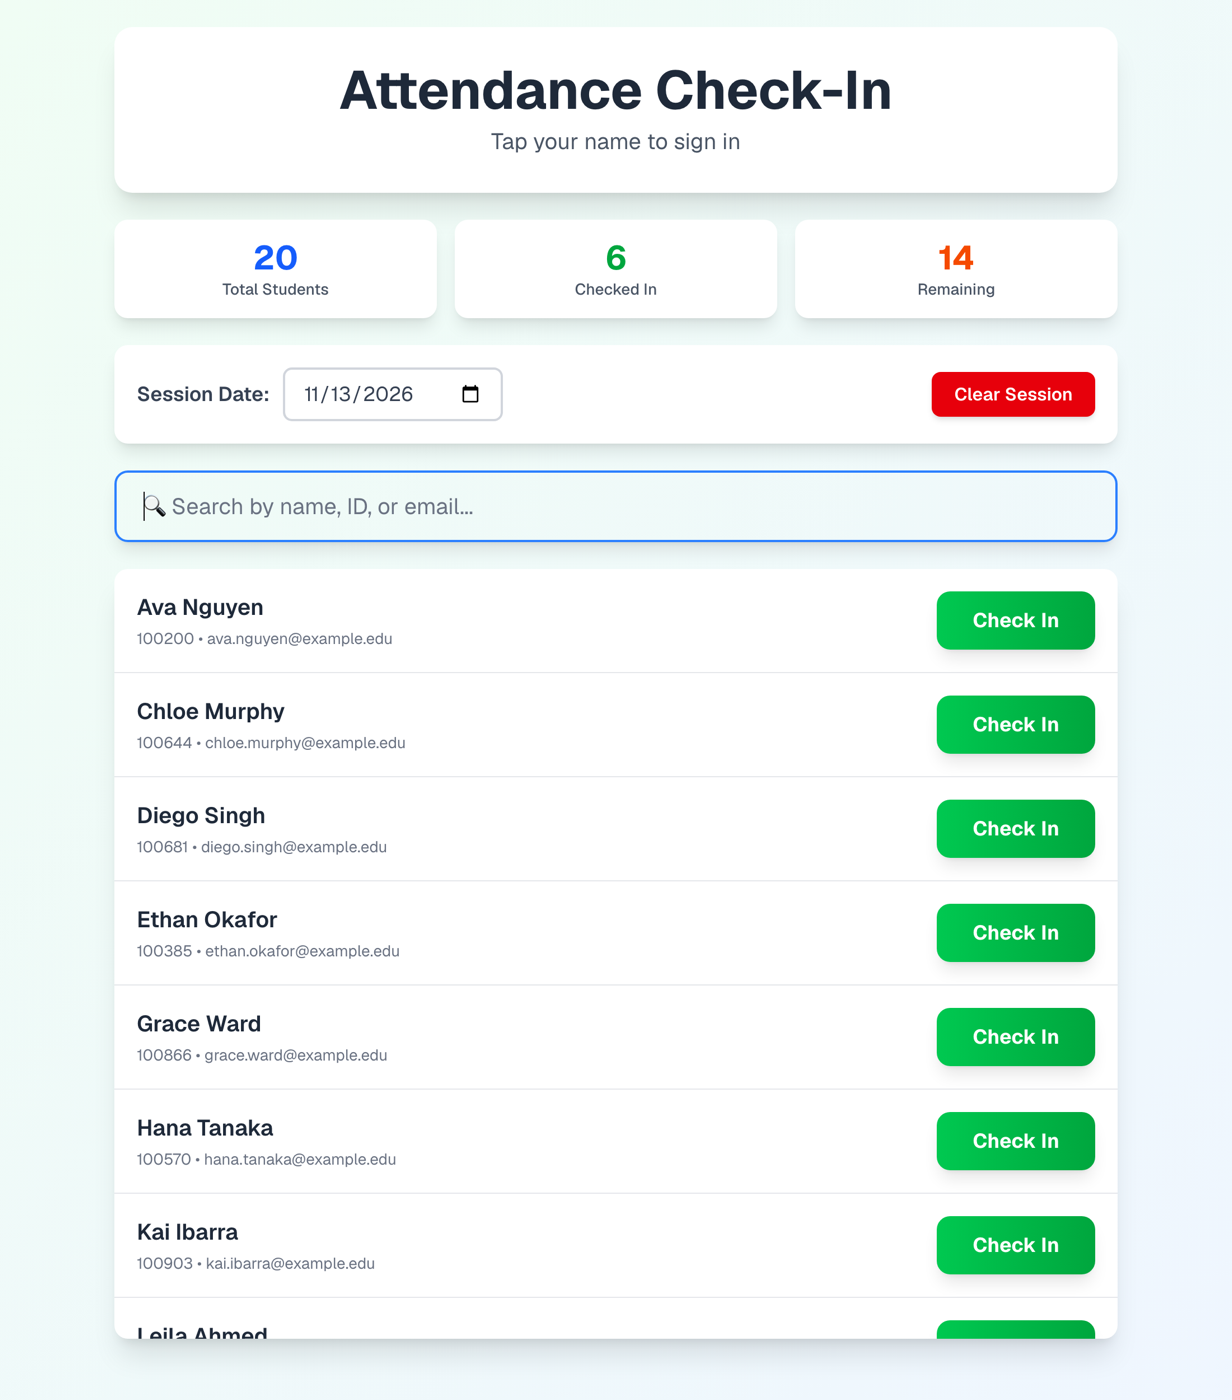 Attendance Check-In
Tap your name to sign in
20
Total Students
6
Checked In
14
Remaining
Session Date: 11/13/2026
Clear Session
Search by name, ID, or email...
Ava Nguyen
100200 • ava.nguyen@example.edu
Check In
Chloe Murphy
100644 • chloe.murphy@example.edu
Check In
Diego Singh
100681 • diego.singh@example.edu
Check In
Ethan Okafor
100385 • ethan.okafor@example.edu
Check In
Grace Ward
100866 • grace.ward@example.edu
Check In
Hana Tanaka
100570 • hana.tanaka@example.edu
Check In
Kai Ibarra
100903 • kai.ibarra@example.edu
Check In
Leila Ahmed